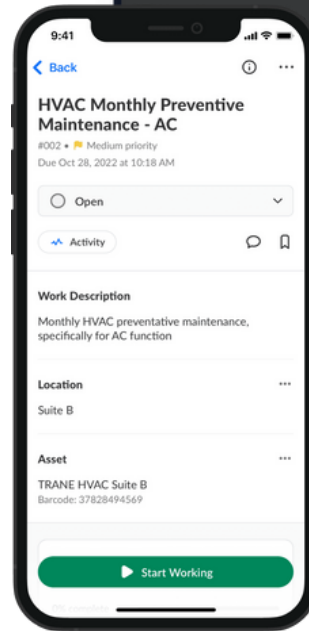 9:41
Back
HVAC Monthly Preventive
Maintenance - AC
#002 • Medium priority
Due Oct 28, 2022 at 10:18 AM
Open
Activity
Work Description
Monthly HVAC preventative maintenance,
specifically for AC function
Location
Suite B
Asset
TRANE HVAC Suite B
Barcode: 37828494569
Start Working
0% complete